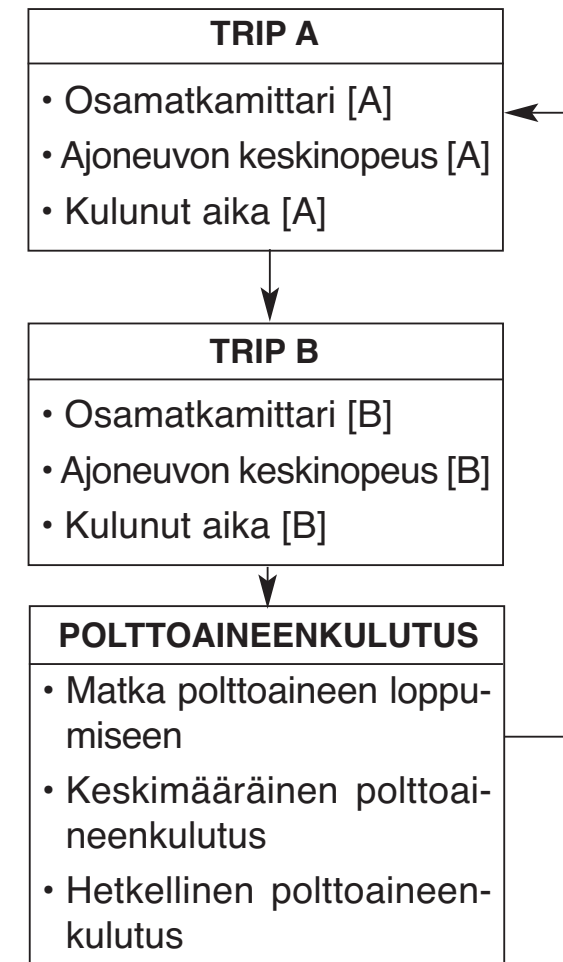 TRIP A
• Osamatkamittari [A]
• Ajoneuvon keskinopeus [A]
• Kulunut aika [A]
TRIP B
• Osamatkamittari [B]
• Ajoneuvon keskinopeus [B]
• Kulunut aika [B]
POLTTOAINEENKULUTUS
• Matka polttoaineen loppu-
miseen
• Keskimääräinen polttoai-
neenkulutus
• Hetkellinen polttoaineen-
kulutus